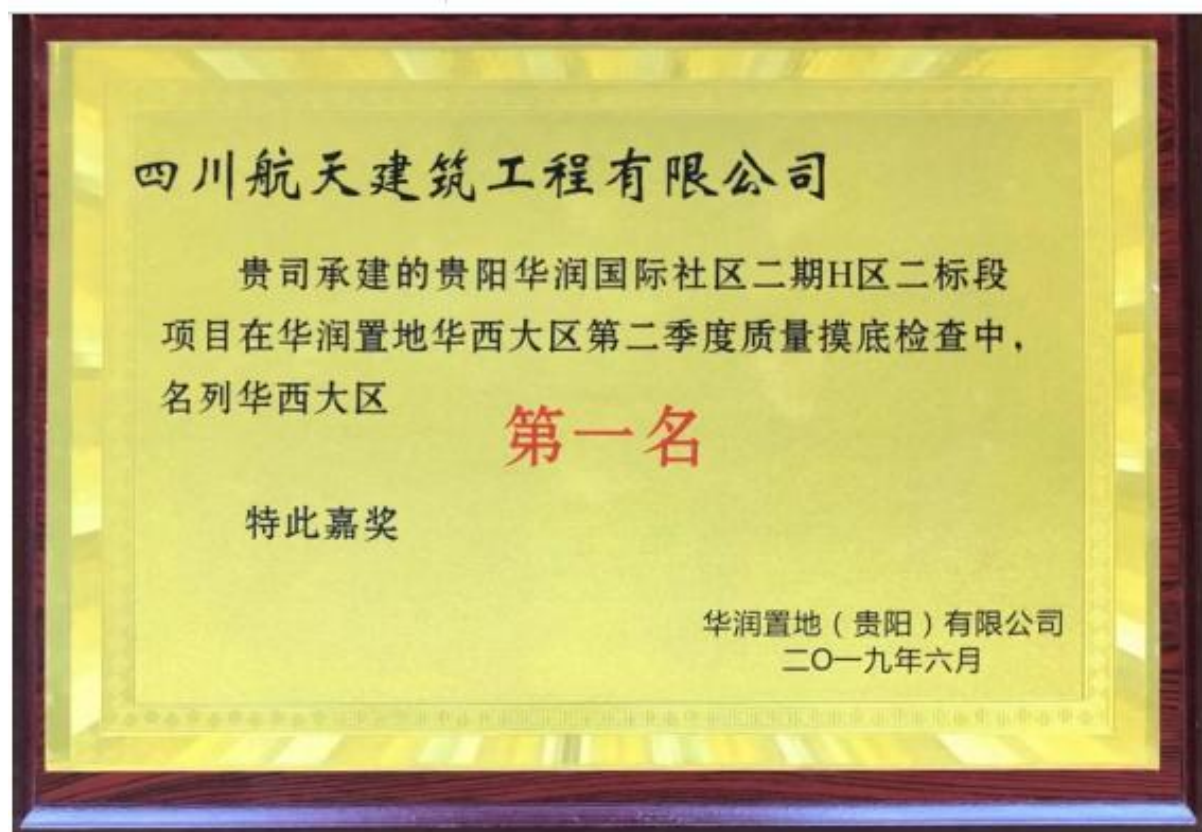 四川航天建筑工程有限公司
贵司承建的贵阳华润国际社区二期H区二标段
项目在华润置地华西大区第二季度质量摸底检查中，
名列华西大区
第一名
特此嘉奖
华润置地（贵阳）有限公司
二O一九年六月